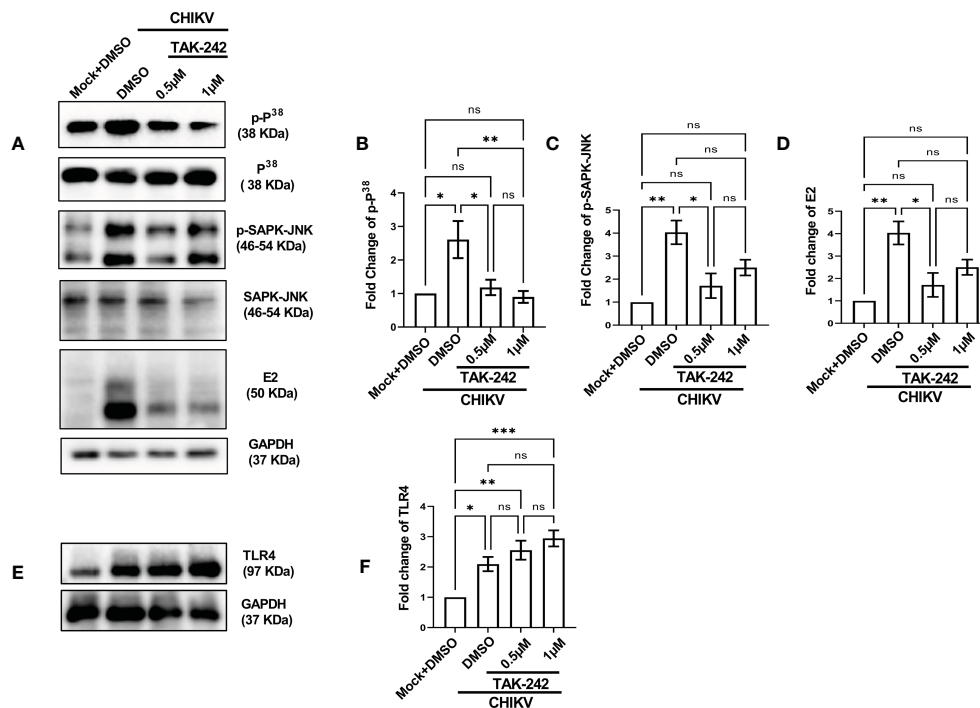 CHIKV
TAK-242
Mock+DMSO
DMSO
0.5µM
1µM
A
p-P38
(38 KDa)
P38
( 38 KDa)
p-SAPK-JNK
(46-54 KDa)
SAPK-JNK
(46-54 KDa)
E2
(50 KDa)
GAPDH
(37 KDa)
B
ns
**
ns
* * ns
Fold Change of p-P38
4
3
2
1
0
Mock+DMSO
DMSO
0.5µM
1µM
TAK-242
CHIKV
C
ns
ns
ns
** * ns
Fold Change of p-SAPK-JNK
5
4
3
2
1
0
Mock+DMSO
DMSO
0.5µM
1µM
TAK-242
CHIKV
D
ns
ns
ns
** * ns
Fold change of E2
5
4
3
2
1
0
Mock+DMSO
DMSO
0.5µM
1µM
TAK-242
CHIKV
E
TLR4
(97 KDa)
GAPDH
(37 KDa)
F
***
ns
**
* ns ns
Fold change of TLR4
4
3
2
1
0
Mock+DMSO
DMSO
0.5µM
1µM
TAK-242
CHIKV